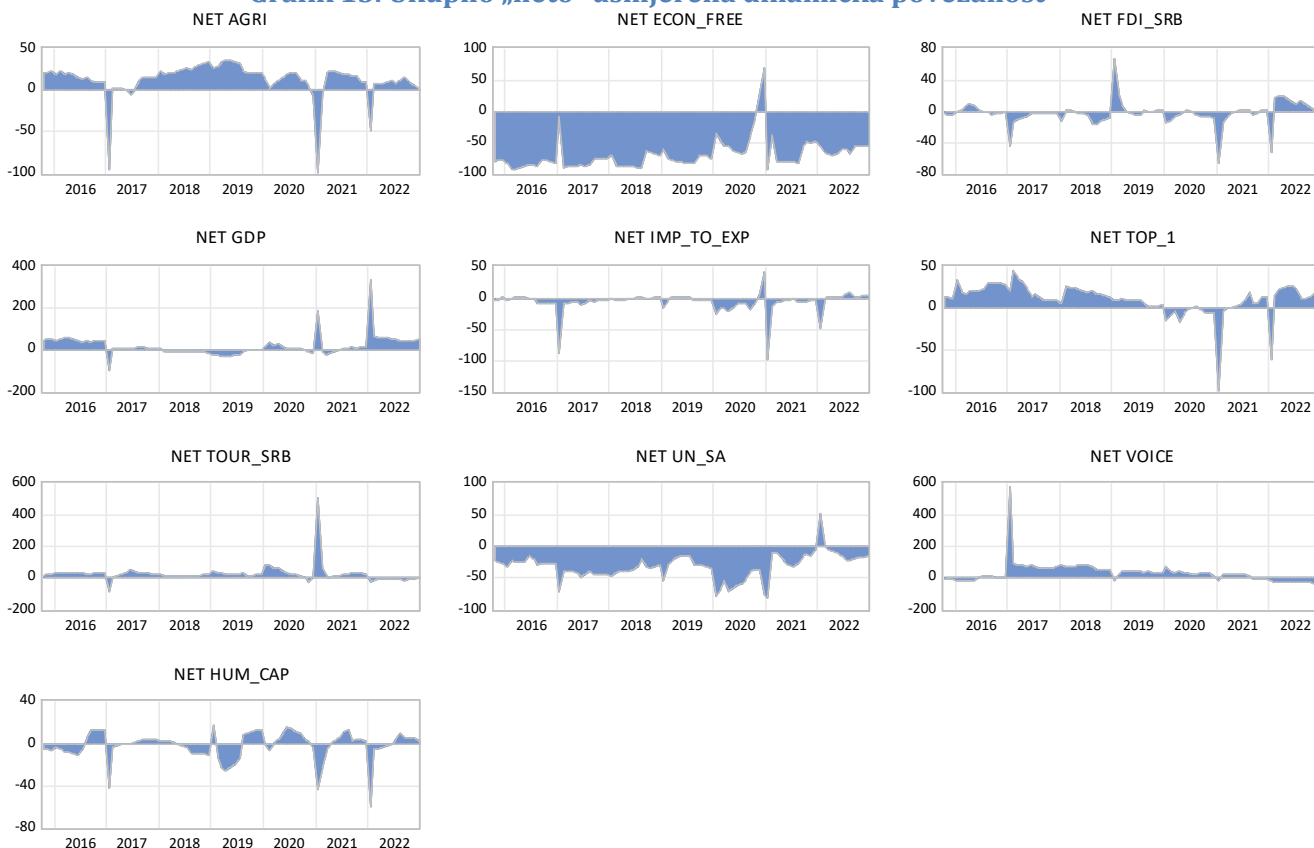 Grafik 18. Ukupno „neto“ usmjerena dinamička povezanost
NET AGRI
50
0
-50
-100
2016 2017 2018 2019 2020 2021 2022
NET ECON_FREE
100
50
0
-50
-100
2016 2017 2018 2019 2020 2021 2022
NET FDI_SRB
80
40
0
-40
-80
2016 2017 2018 2019 2020 2021 2022
NET GDP
400
200
0
-200
2016 2017 2018 2019 2020 2021 2022
NET IMP_TO_EXP
50
0
-50
-100
-150
2016 2017 2018 2019 2020 2021 2022
NET TOP_1
50
0
-50
-100
2016 2017 2018 2019 2020 2021 2022
NET TOUR_SRB
600
400
200
0
-200
2016 2017 2018 2019 2020 2021 2022
NET UN_SA
100
50
0
-50
-100
2016 2017 2018 2019 2020 2021 2022
NET VOICE
600
400
200
0
-200
2016 2017 2018 2019 2020 2021 2022
NET HUM_CAP
40
0
-40
-80
2016 2017 2018 2019 2020 2021 2022